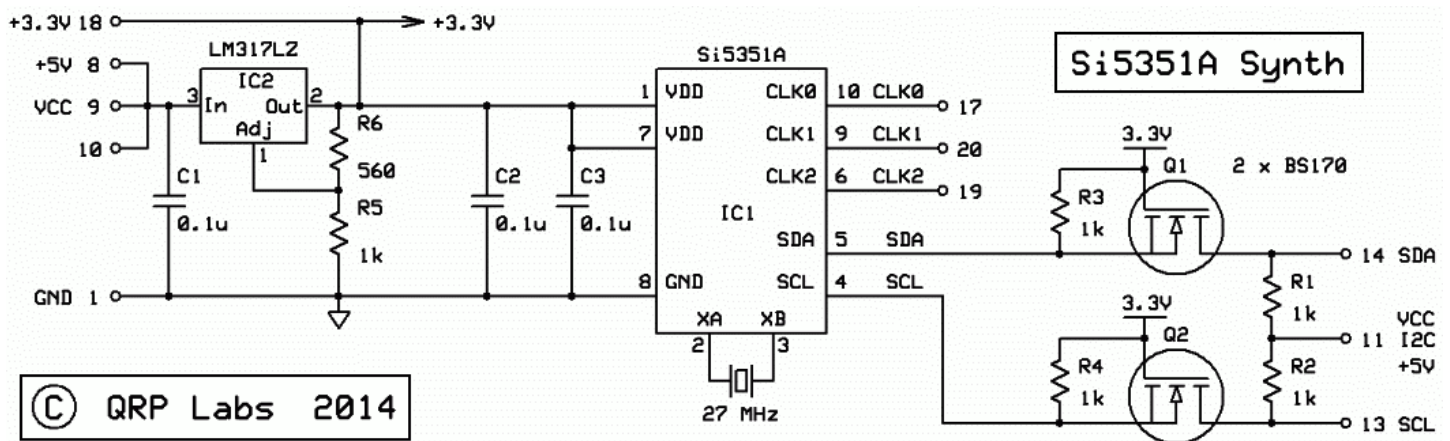 +3.3V 18
+3.3V
LM317LZ
IC2
+5V 8
VCC 9
10
3 In Out 2
Adj
1
R6
560
R5
1k
C1
0.1u
C2
0.1u
C3
0.1u
GND 1
Si5351A
1 VDD CLK0 10 CLK0 17
7 VDD CLK1 9 CLK1 20
CLK2 6 CLK2 19
IC1
SDA 5 SDA
8 GND SCL 4 SCL
XA XB
2 3
27 MHz
Si5351A Synth
3.3V
Q1
2 x BS170
R3
1k
14 SDA
R1
1k
VCC
11 I2C
+5V
3.3V
Q2
R4
1k
R2
1k
13 SCL
© QRP Labs 2014